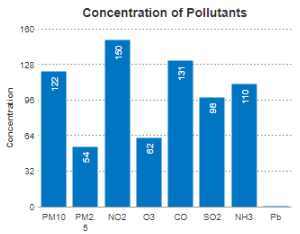 Concentration of Pollutants
Concentration
180
128
96
64
32
0
122
54
150
62
131
98
110
PM10
PM2.
5
NO2
O3
CO
SO2
NH3
Pb